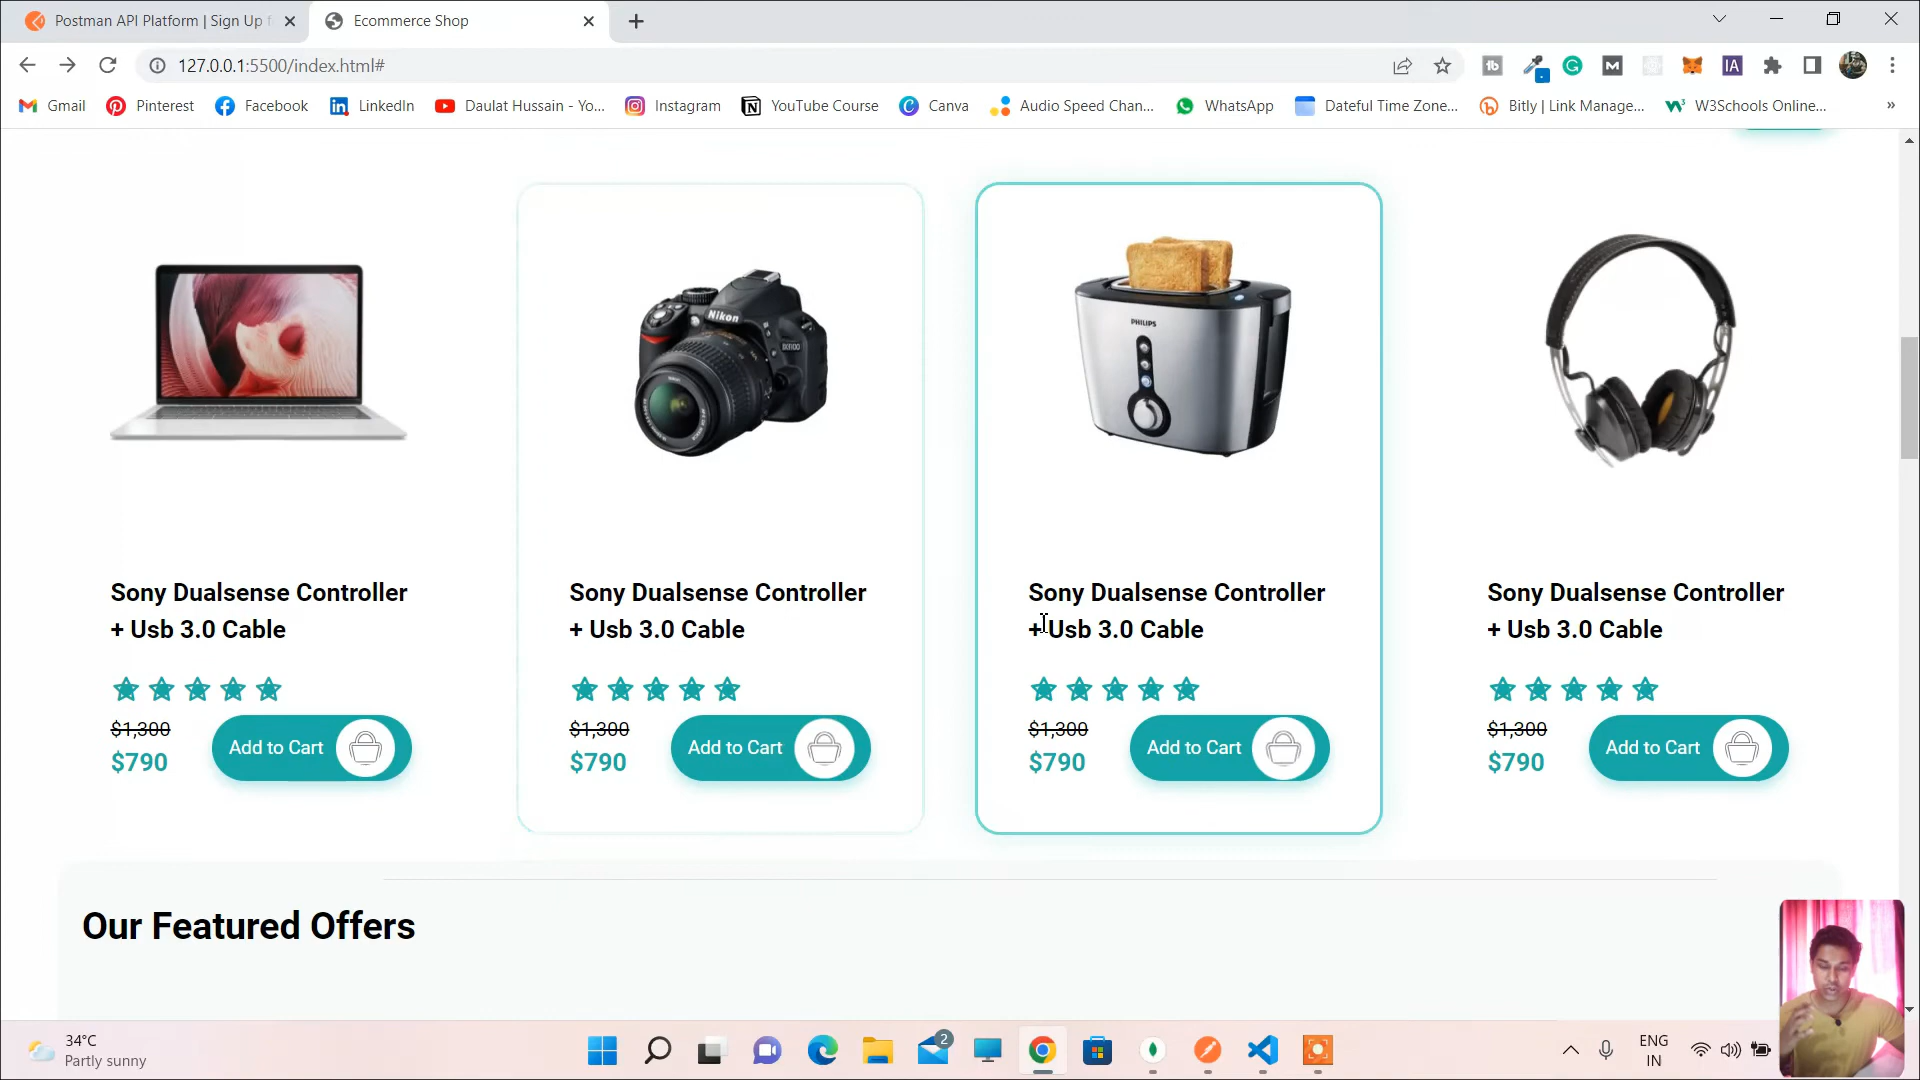 Postman API Platform | Sign Up f
Ecommerce Shop
127.0.0.1:5500/index.html#
Gmail
Pinterest
Facebook
LinkedIn
Daulat Hussain - Yo...
Instagram
YouTube Course
Canva
Audio Speed Chan...
WhatsApp
Dateful Time Zone...
Bitly | Link Manage...
W3Schools Online...
Nikon
PHILIPS
Sony Dualsense Controller
+ Usb 3.0 Cable
$1,300
$790
Add to Cart
Sony Dualsense Controller
+ Usb 3.0 Cable
$1,300
$790
Add to Cart
Sony Dualsense Controller
+ Usb 3.0 Cable
$1,300
$790
Add to Cart
Sony Dualsense Controller
+ Usb 3.0 Cable
$1,300
$790
Add to Cart
Our Featured Offers
34°C
Partly sunny
2
ENG
IN